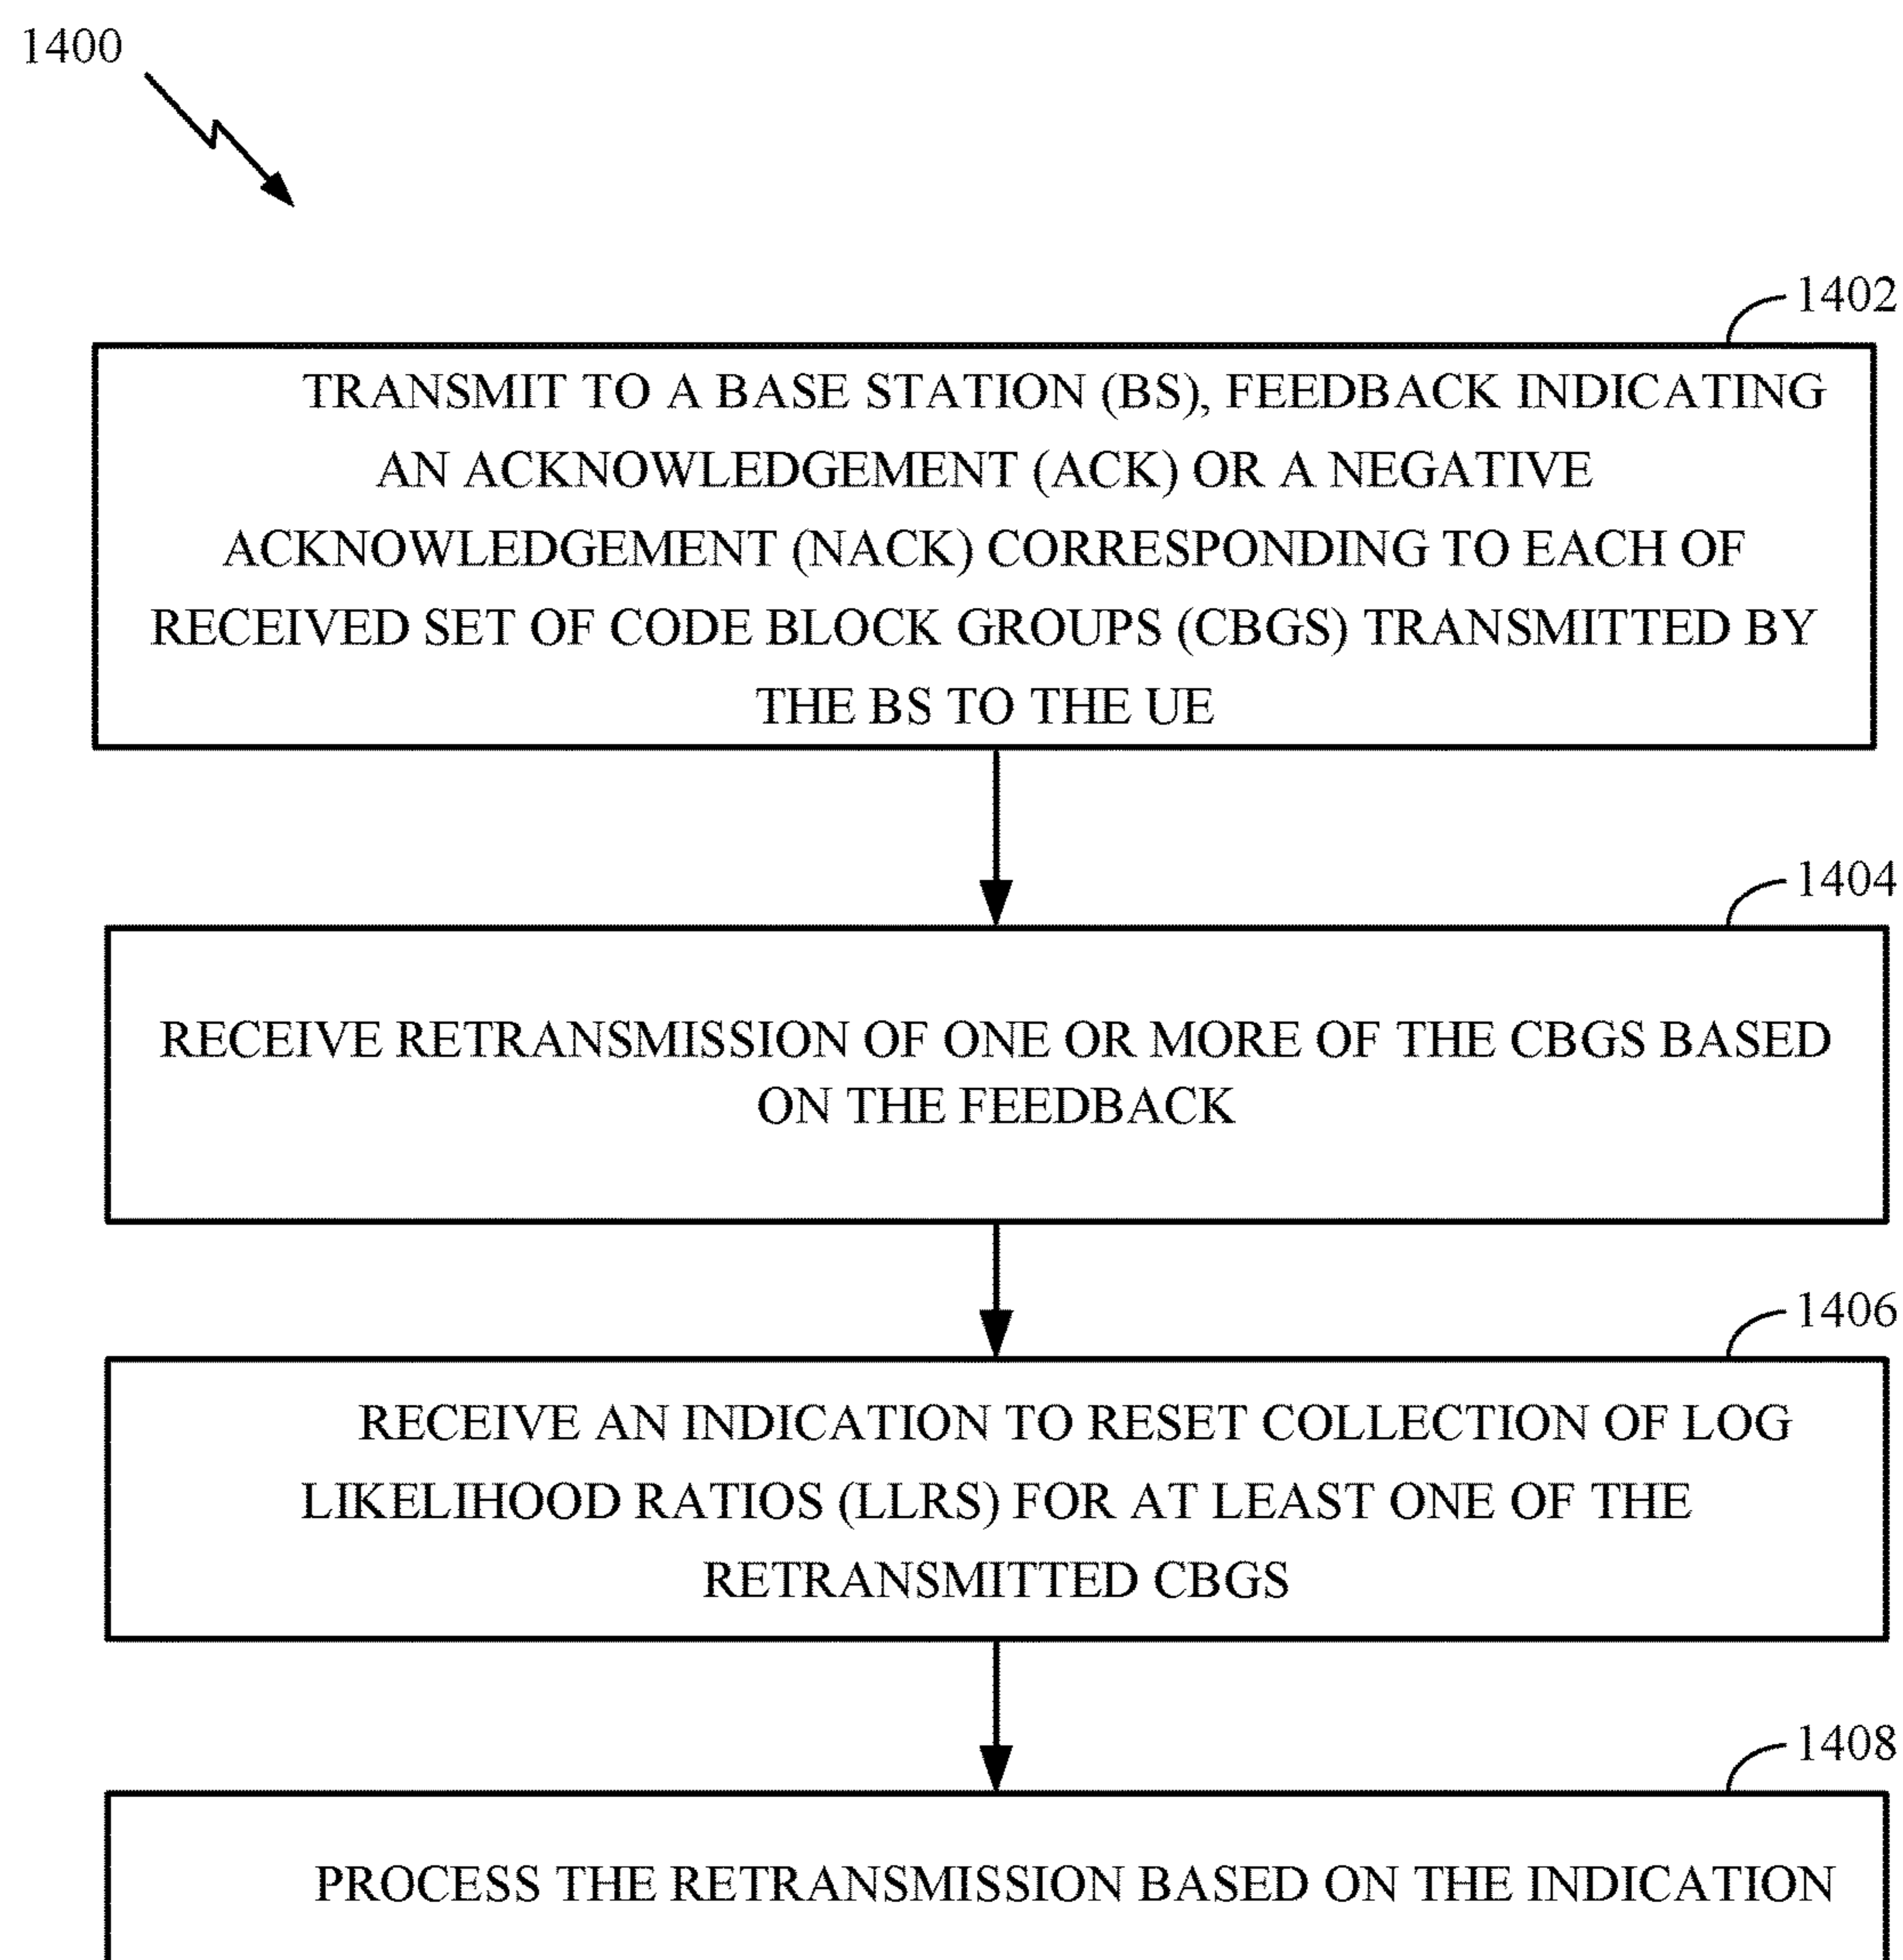 1400
1402
TRANSMIT TO A BASE STATION (BS), FEEDBACK INDICATING
AN ACKNOWLEDGEMENT (ACK) OR A NEGATIVE
ACKNOWLEDGEMENT (NACK) CORRESPONDING TO EACH OF
RECEIVED SET OF CODE BLOCK GROUPS (CBGS) TRANSMITTED BY
THE BS TO THE UE
1404
RECEIVE RETRANSMISSION OF ONE OR MORE OF THE CBGS BASED
ON THE FEEDBACK
1406
RECEIVE AN INDICATION TO RESET COLLECTION OF LOG
LIKELIHOOD RATIOS (LLRS) FOR AT LEAST ONE OF THE
RETRANSMITTED CBGS
1408
PROCESS THE RETRANSMISSION BASED ON THE INDICATION